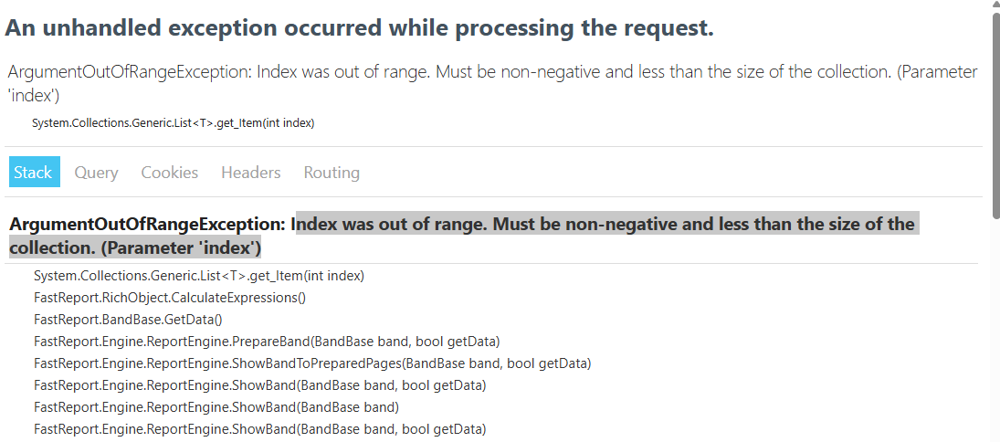 An unhandled exception occurred while processing the request.
ArgumentOutOfRangeException: Index was out of range. Must be non-negative and less than the size of the collection. (Parameter
'index')
System.Collections.Generic.List<T>.get_Item(int index)
Stack Query Cookies Headers Routing
ArgumentOutOfRangeException: Index was out of range. Must be non-negative and less than the size of the
collection. (Parameter 'index')
System.Collections.Generic.List<T>.get_Item(int index)
FastReport.RichObject.CalculateExpressions()
FastReport.BandBase.GetData()
FastReport.Engine.ReportEngine.PrepareBand(BandBase band, bool getData)
FastReport.Engine.ReportEngine.ShowBandToPreparedPages(BandBase band, bool getData)
FastReport.Engine.ReportEngine.ShowBand(BandBase band, bool getData)
FastReport.Engine.ReportEngine.ShowBand(BandBase band)
FastReport.Engine.ReportEngine.ShowBand(BandBase band, bool getData)